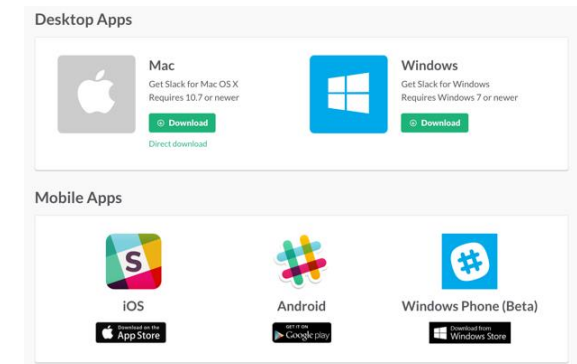 Desktop Apps
Mac
Get Slack for Mac OS X
Requires 10.7 or newer
Download
Direct download
Windows
Get Slack for Windows
Requires Windows 7 or newer
Download
Mobile Apps
S
iOS
Download on the
App Store
Android
GET IT ON
Google play
#
Windows Phone (Beta)
Download from
Windows Store